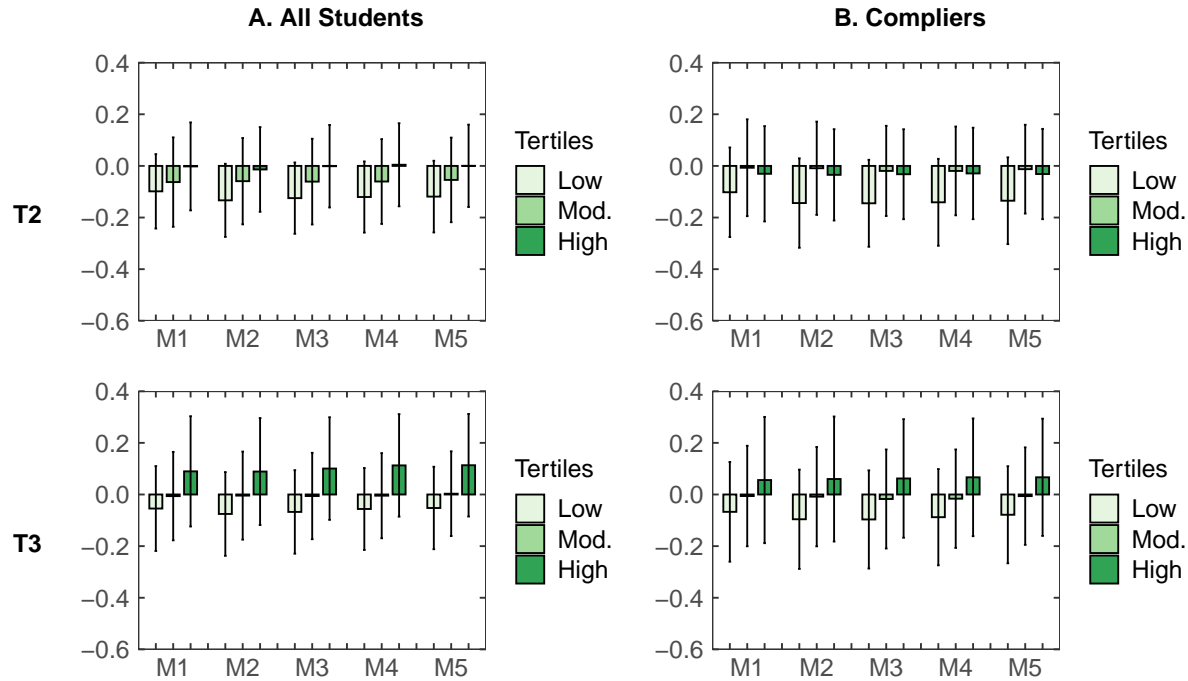 A. All Students
B. Compliers
T2
0.4
0.2
0.0
−0.2
−0.4
−0.6
M1 M2 M3 M4 M5
Tertiles
Low
Mod.
High
0.4
0.2
0.0
−0.2
−0.4
−0.6
M1 M2 M3 M4 M5
Tertiles
Low
Mod.
High
T3
0.4
0.2
0.0
−0.2
−0.4
−0.6
M1 M2 M3 M4 M5
Tertiles
Low
Mod.
High
0.4
0.2
0.0
−0.2
−0.4
−0.6
M1 M2 M3 M4 M5
Tertiles
Low
Mod.
High